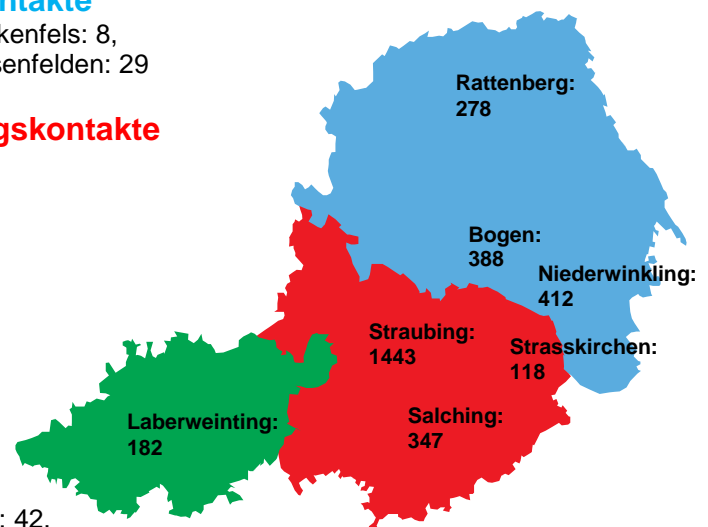 ntakte
kenfels: 8,
senfelden: 29
gskontakte
Rattenberg:
278
Bogen:
388
Niederwinkling:
412
Straubing:
1443
Strasskirchen:
118
Laberweinting:
182
Salching:
347
: 42,